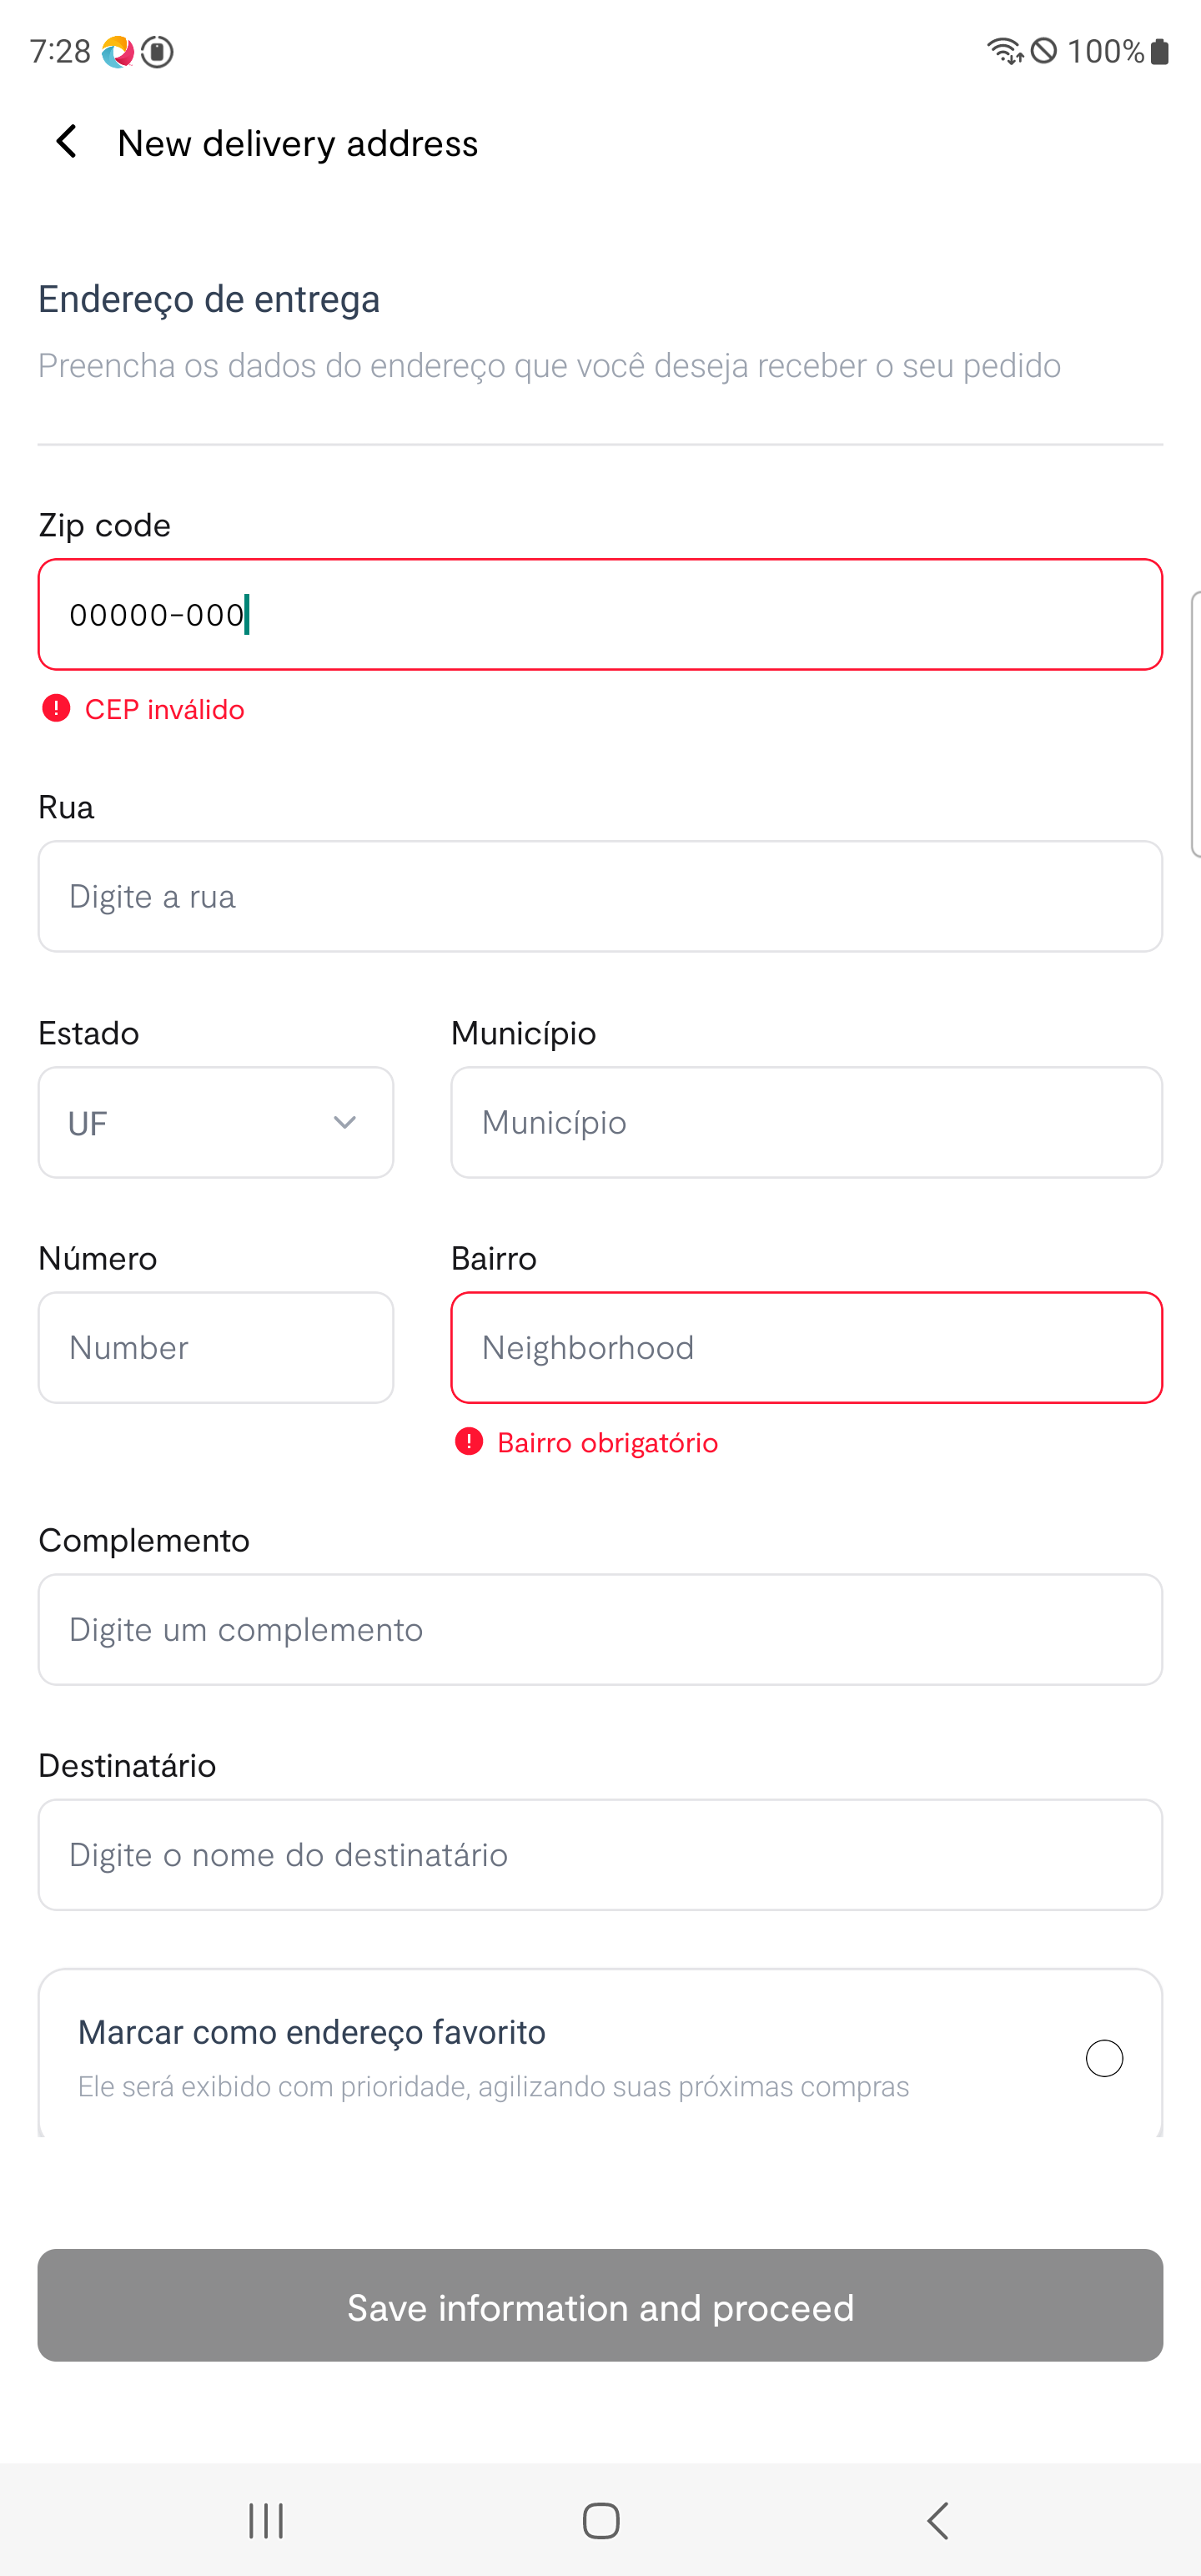 7:28
100%
New delivery address
Endereço de entrega
Preencha os dados do endereço que você deseja receber o seu pedido
Zip code
00000-000
CEP inválido
Rua
Digite a rua
Estado
Município
UF
Município
Número
Bairro
Number
Neighborhood
Bairro obrigatório
Complemento
Digite um complemento
Destinatário
Digite o nome do destinatário
Marcar como endereço favorito
Ele será exibido com prioridade, agilizando suas próximas compras
Save information and proceed